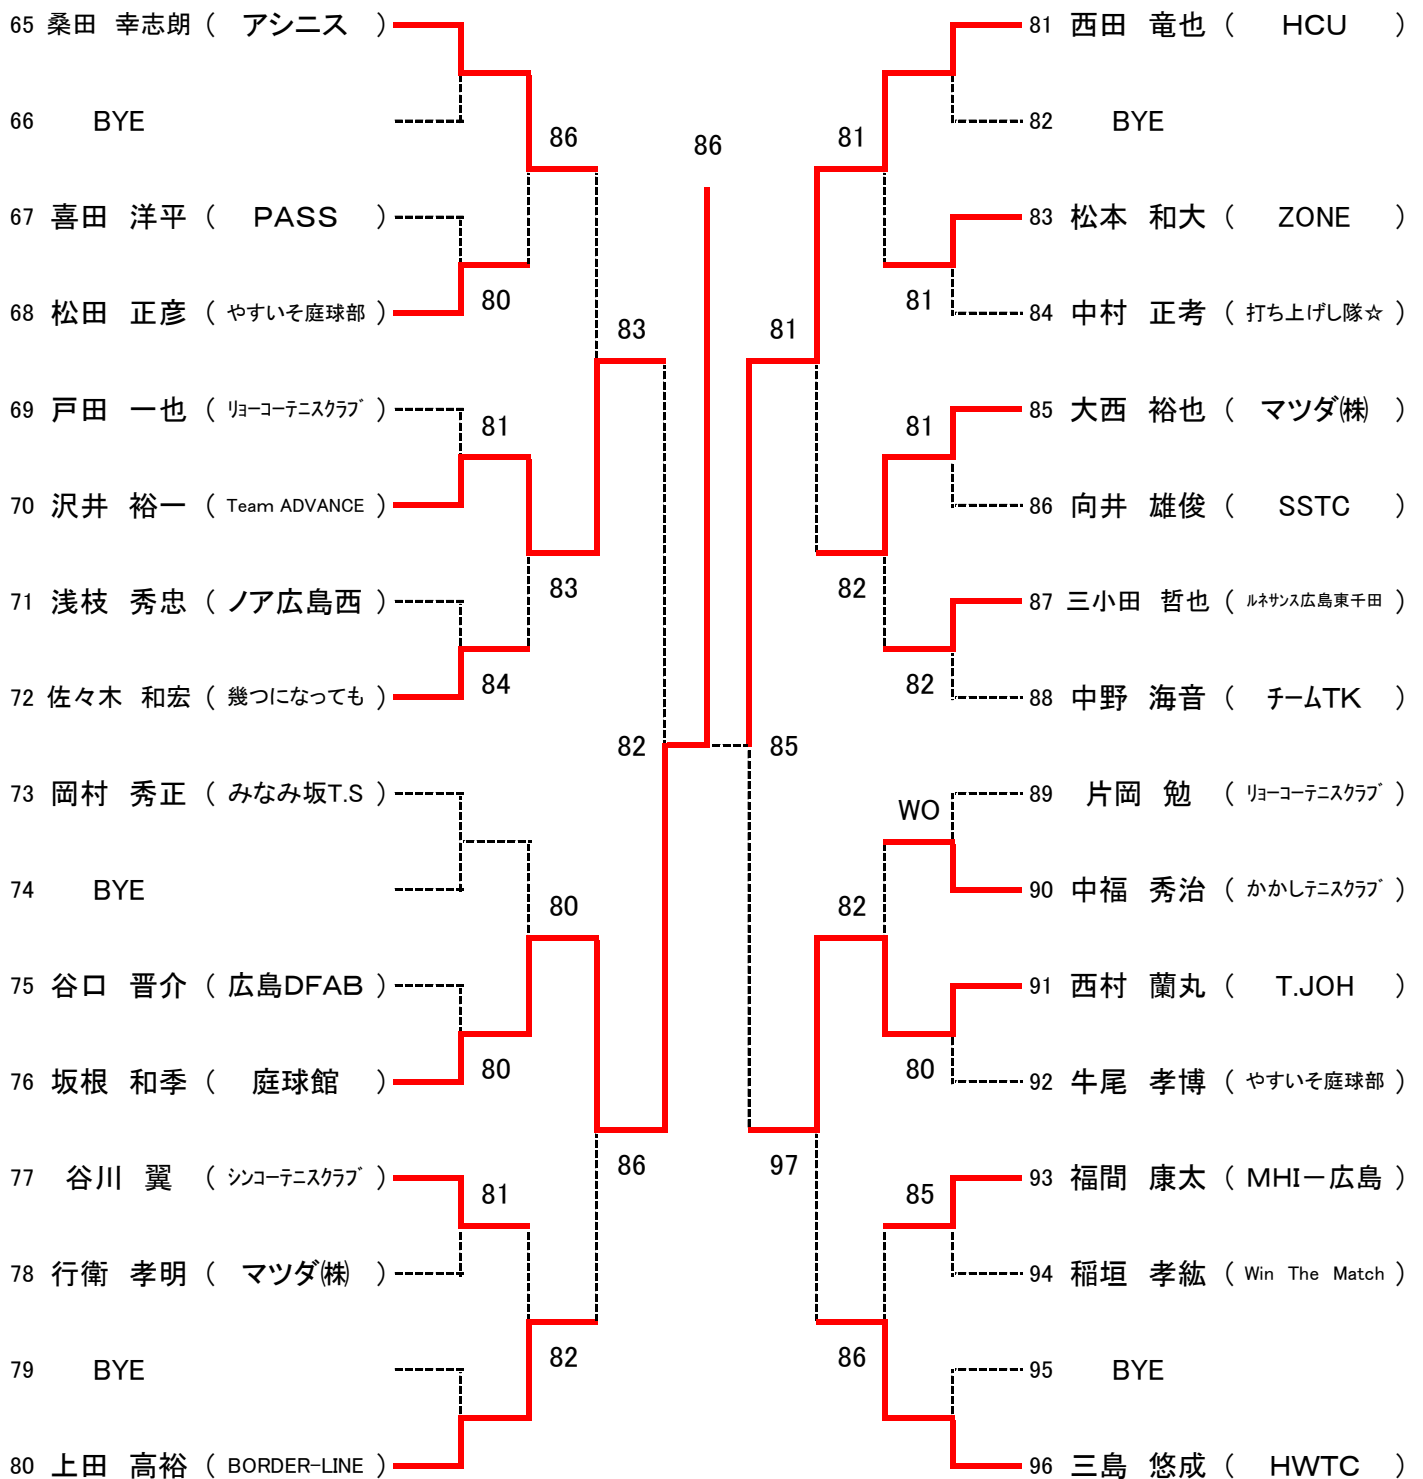 65 桑田 幸志朗 ( アシニス )
66 BYE
86
67 喜田 洋平 ( PASS )
68 松田 正彦 ( やすいそ庭球部 )
80
83
69 戸田 一也 ( リョーコーテニスクラブ )
81
70 沢井 裕一 ( Team ADVANCE )
83
71 浅枝 秀忠 ( ノア広島西 )
72 佐々木 和宏 ( 幾つになっても )
84
82
73 岡村 秀正 ( みなみ坂T.S )
74 BYE
80
75 谷口 晋介 ( 広島DFAB )
76 坂根 和季 ( 庭球館 )
80
86
77 谷川 翼 ( シンコーテニスクラブ )
81
78 行衛 孝明 ( マツダ㈱ )
79 BYE
82
80 上田 高裕 ( BORDER-LINE )
86
81 西田 竜也 ( HCU )
82 BYE
81
83 松本 和大 ( ZONE )
81
84 中村 正考 ( 打ち上げし隊☆ )
81
85 大西 裕也 ( マツダ㈱ )
81
86 向井 雄俊 ( SSTC )
82
87 三小田 哲也 ( ルネサンス広島東千田 )
82
88 中野 海音 ( チームTK )
85
89 片岡 勉 ( リョーコーテニスクラブ )
WO
90 中福 秀治 ( かかしテニスクラブ )
82
91 西村 蘭丸 ( T.JOH )
80
92 牛尾 孝博 ( やすいそ庭球部 )
97
93 福間 康太 ( MHI－広島 )
85
94 稲垣 孝紘 ( Win The Match )
86
95 BYE
96 三島 悠成 ( HWTC )